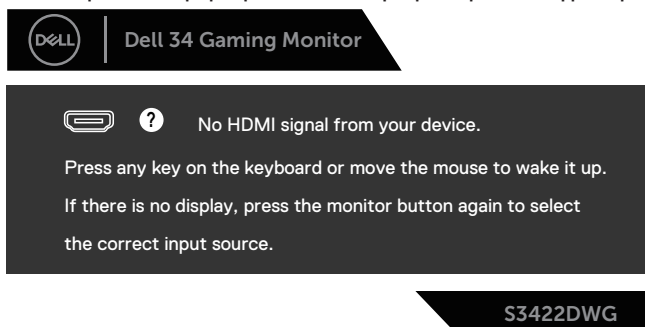 DELL
Dell 34 Gaming Monitor
? No HDMI signal from your device.
Press any key on the keyboard or move the mouse to wake it up.
If there is no display, press the monitor button again to select
the correct input source.
S3422DWG